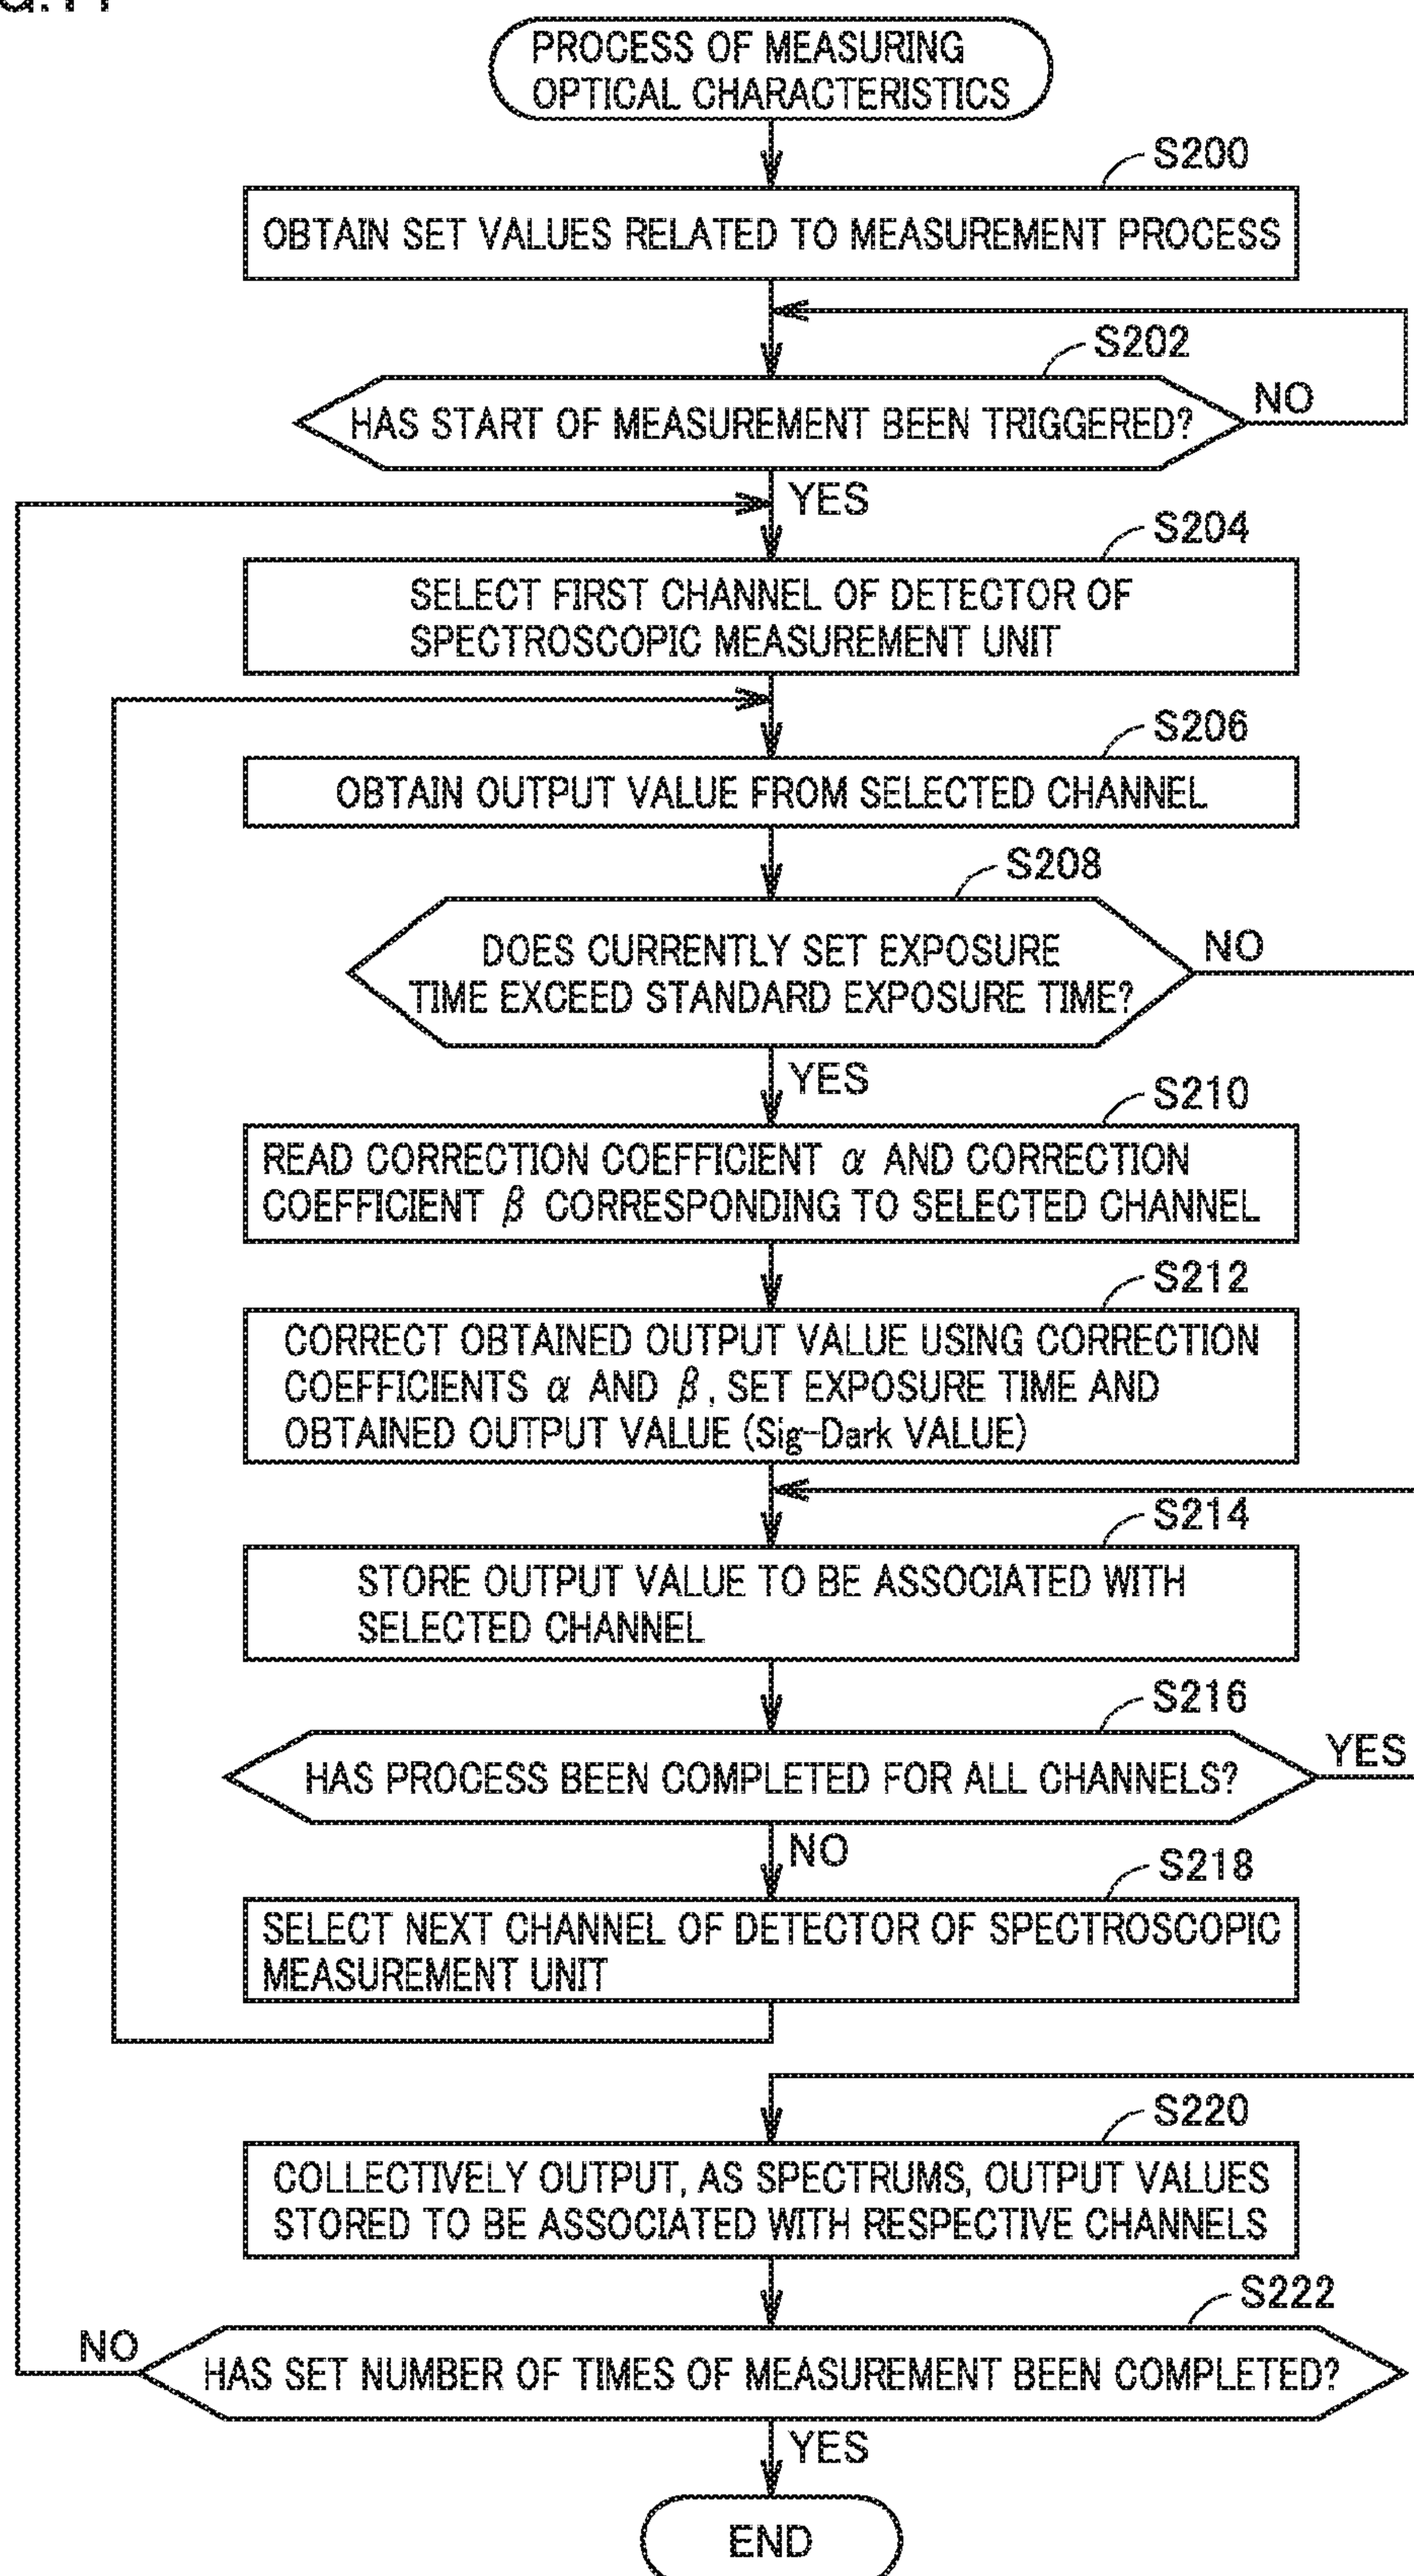 PROCESS OF MEASURING
OPTICAL CHARACTERISTICS
S200
OBTAIN SET VALUES RELATED TO MEASUREMENT PROCESS
S202
HAS START OF MEASUREMENT BEEN TRIGGERED?
NO
YES
S204
SELECT FIRST CHANNEL OF DETECTOR OF
SPECTROSCOPIC MEASUREMENT UNIT
S206
OBTAIN OUTPUT VALUE FROM SELECTED CHANNEL
S208
DOES CURRENTLY SET EXPOSURE
TIME EXCEED STANDARD EXPOSURE TIME?
NO
YES
S210
READ CORRECTION COEFFICIENT α AND CORRECTION
COEFFICIENT β CORRESPONDING TO SELECTED CHANNEL
S212
CORRECT OBTAINED OUTPUT VALUE USING CORRECTION
COEFFICIENTS α AND β, SET EXPOSURE TIME AND
OBTAINED OUTPUT VALUE (Sig-Dark VALUE)
S214
STORE OUTPUT VALUE TO BE ASSOCIATED WITH
SELECTED CHANNEL
S216
HAS PROCESS BEEN COMPLETED FOR ALL CHANNELS?
YES
NO
S218
SELECT NEXT CHANNEL OF DETECTOR OF SPECTROSCOPIC
MEASUREMENT UNIT
S220
COLLECTIVELY OUTPUT, AS SPECTRUMS, OUTPUT VALUES
STORED TO BE ASSOCIATED WITH RESPECTIVE CHANNELS
S222
NO
HAS SET NUMBER OF TIMES OF MEASUREMENT BEEN COMPLETED?
YES
END